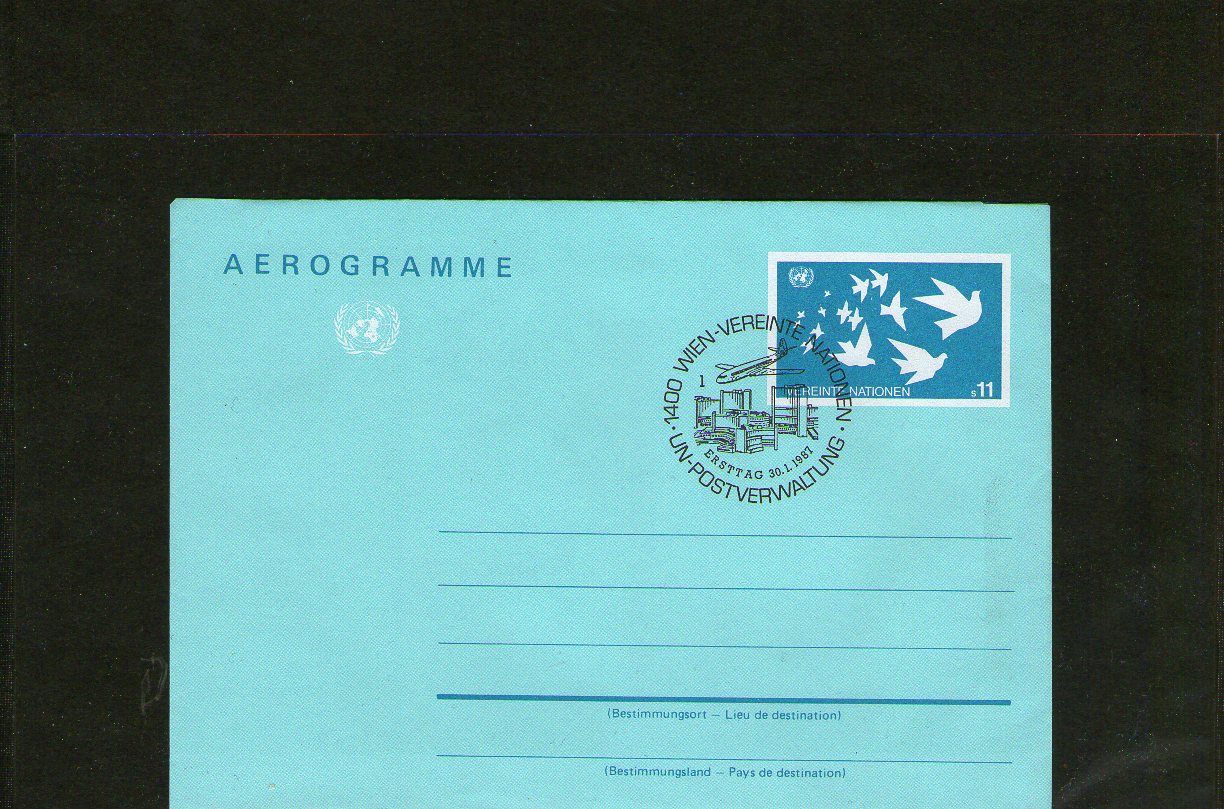 AEROGRAMME
VEREINTE NATIONEN
s11
·1400 WIEN-VEREINTE NATIONEN·
1
ERSTTAG 30.1.1987
UN-POSTVERWALTUNG
(Bestimmungsort — Lieu de destination)
(Bestimmungsland — Pays de destination)